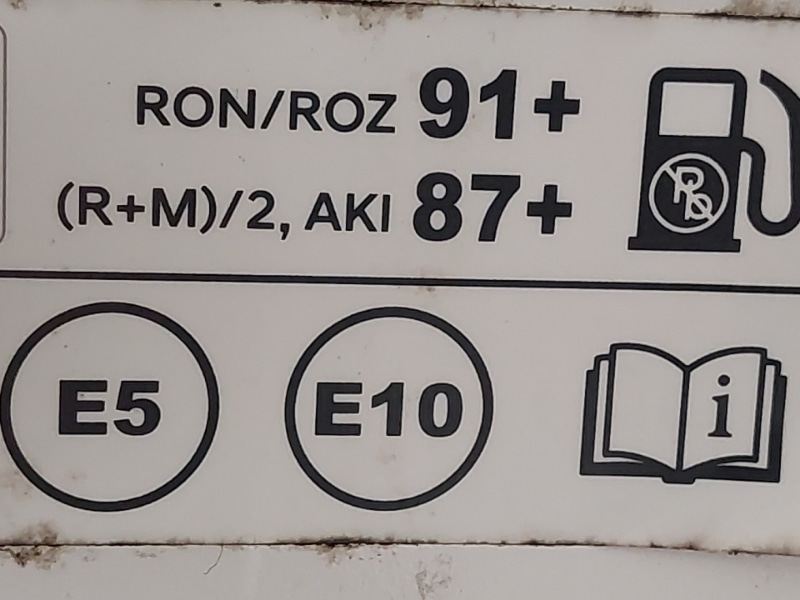 RON/ROZ 91+
(R+M)/2, AKI 87+
Pb
E5 E10 i